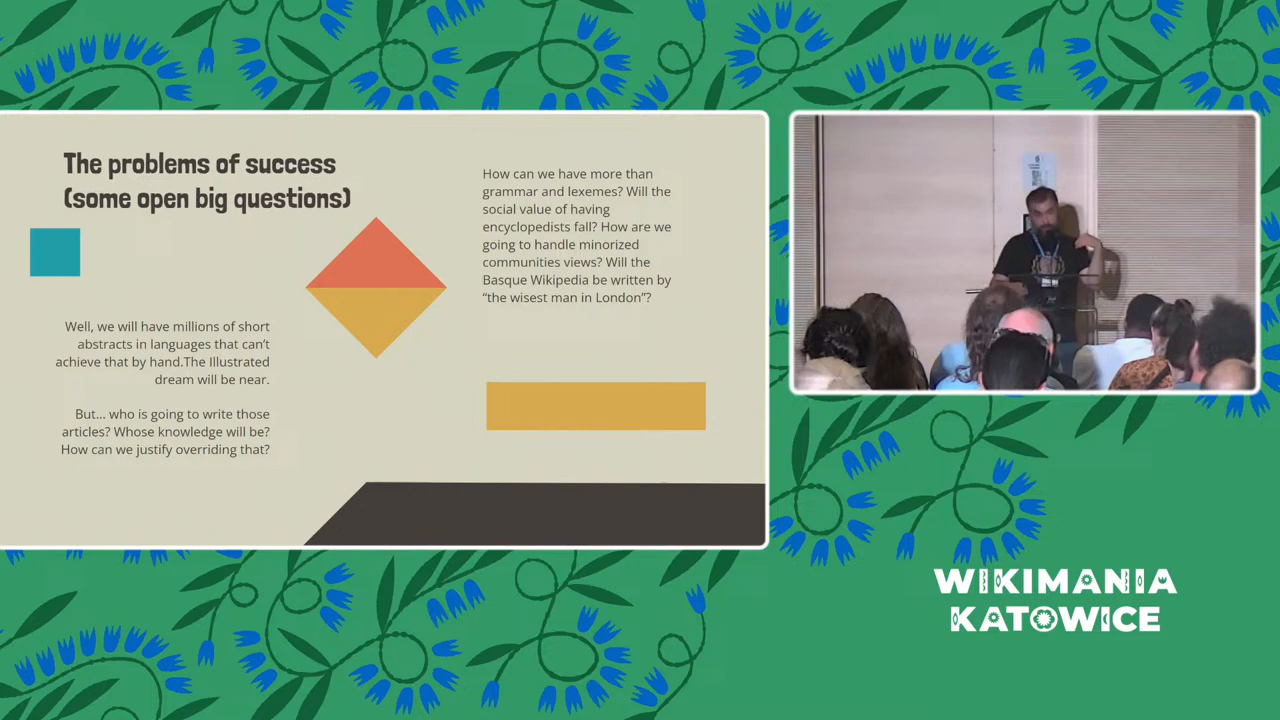 The problems of success
(some open big questions)
Well, we will have millions of short
abstracts in languages that can’t
achieve that by hand.The Illustrated
dream will be near.
But... who is going to write those
articles? Whose knowledge will be?
How can we justify overriding that?
How can we have more than
grammar and lexemes? Will the
social value of having
encyclopedists fall? How are we
going to handle minorized
communities views? Will the
Basque Wikipedia be written by
“the wisest man in London”?
WIKIMANIA
KATOWICE